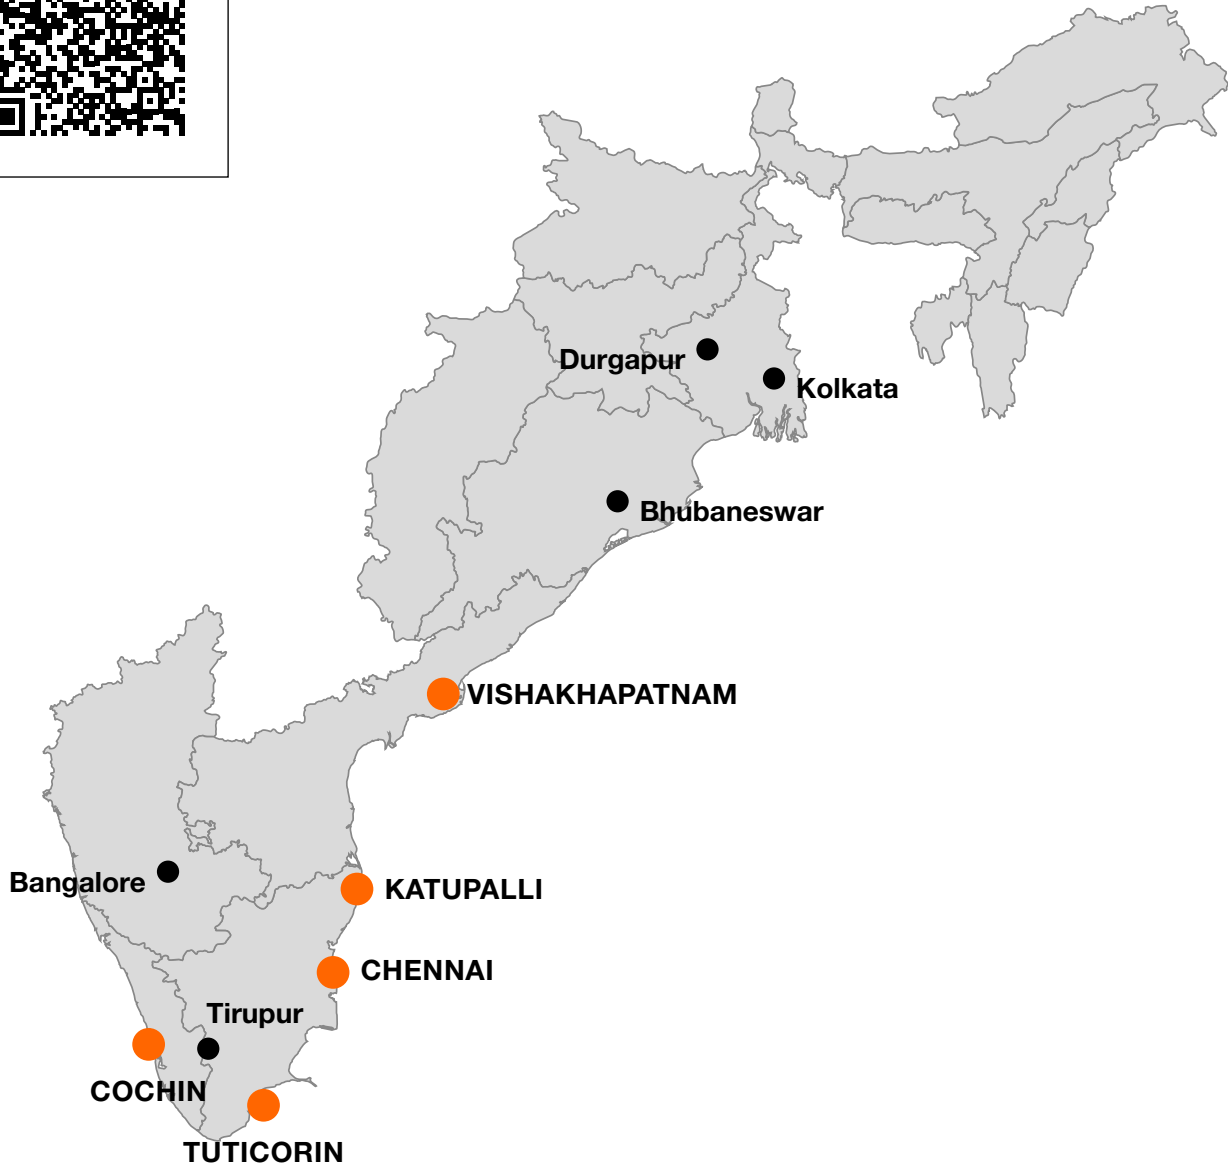 Durgapur
Kolkata
Bhubaneswar
VISHAKHAPATNAM
Bangalore
KATUPALLI
CHENNAI
Tirupur
COCHIN
TUTICORIN